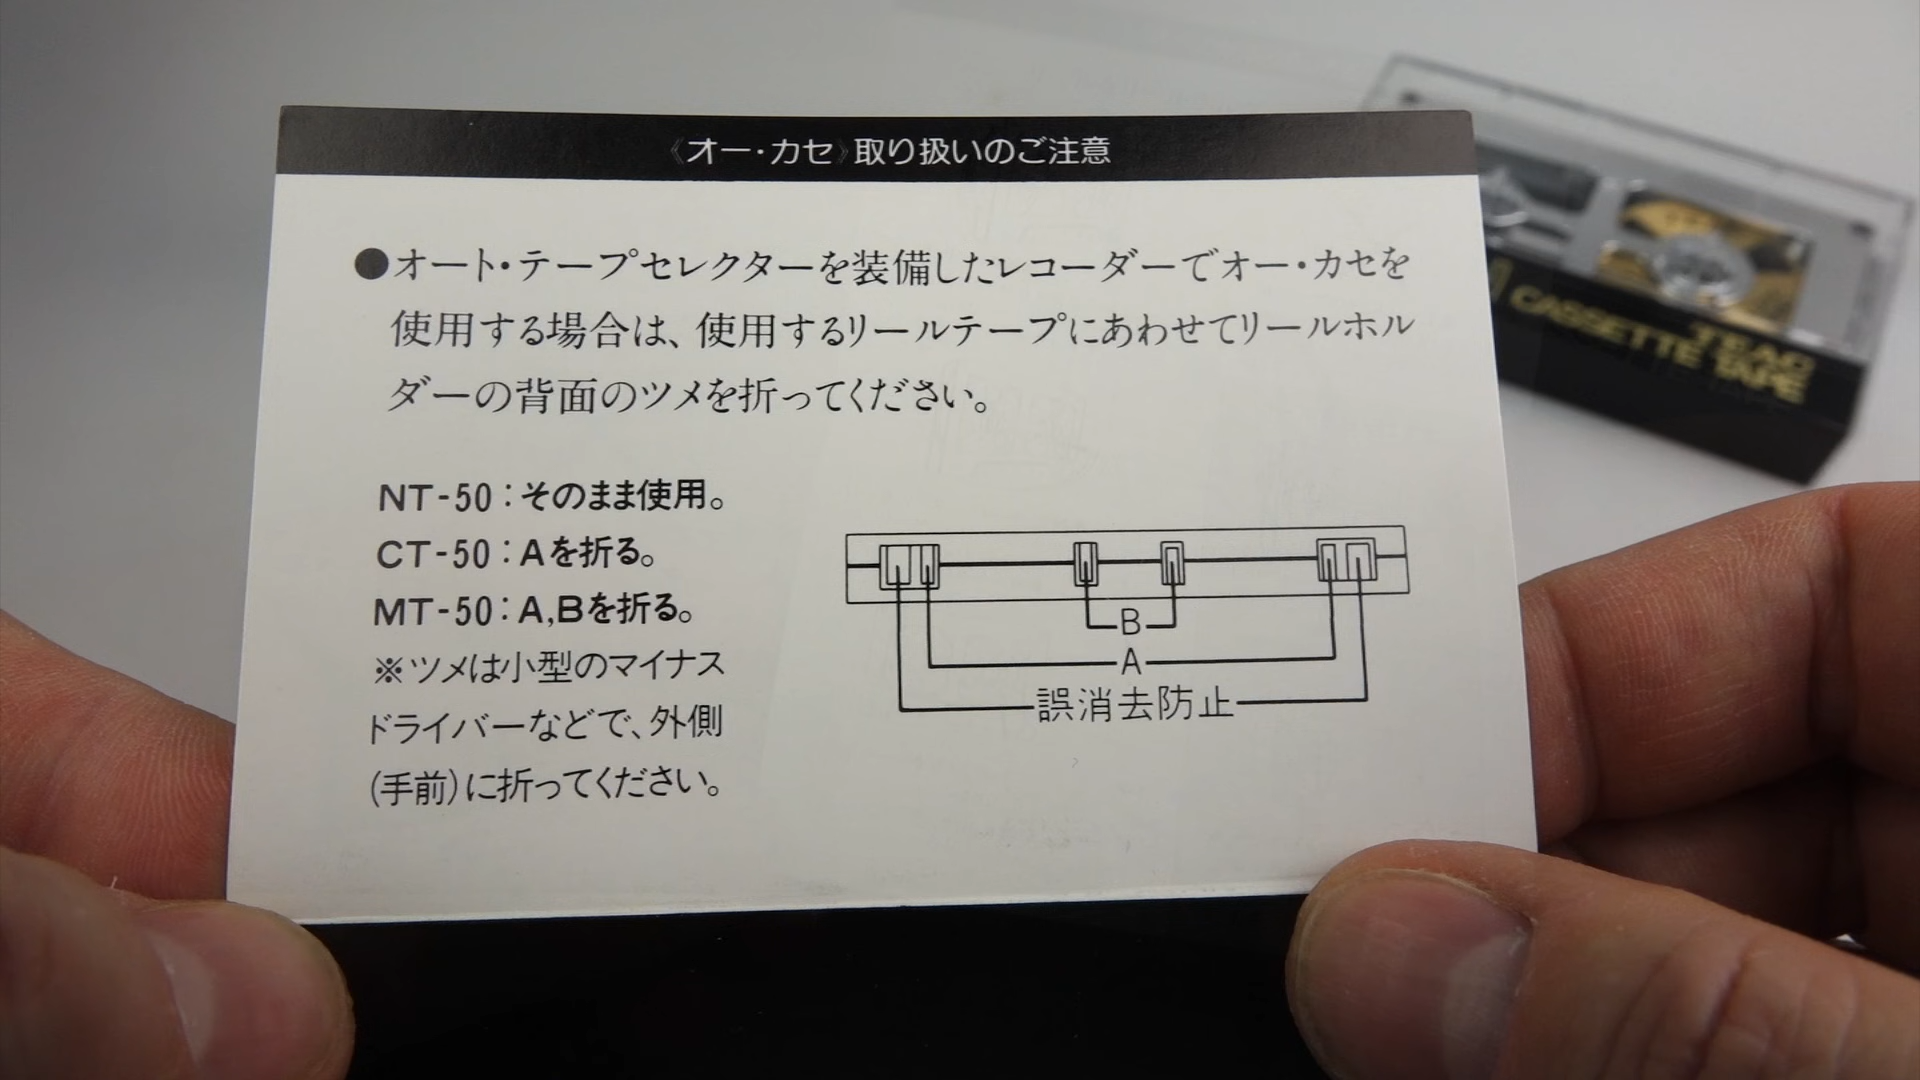 《オー・カセ》取り扱いのご注意
●オート・テープセレクターを装備したレコーダーでオー・カセを
使用する場合は、使用するリールテープにあわせてリールホル
ダーの背面のツメを折ってください。
NT-50：そのまま使用。
CT-50：Aを折る。
MT-50：A,Bを折る。
※ツメは小型のマイナス
ドライバーなどで、外側
(手前)に折ってください。
B
A
誤消去防止
TEAC
CASSETTE TAPE